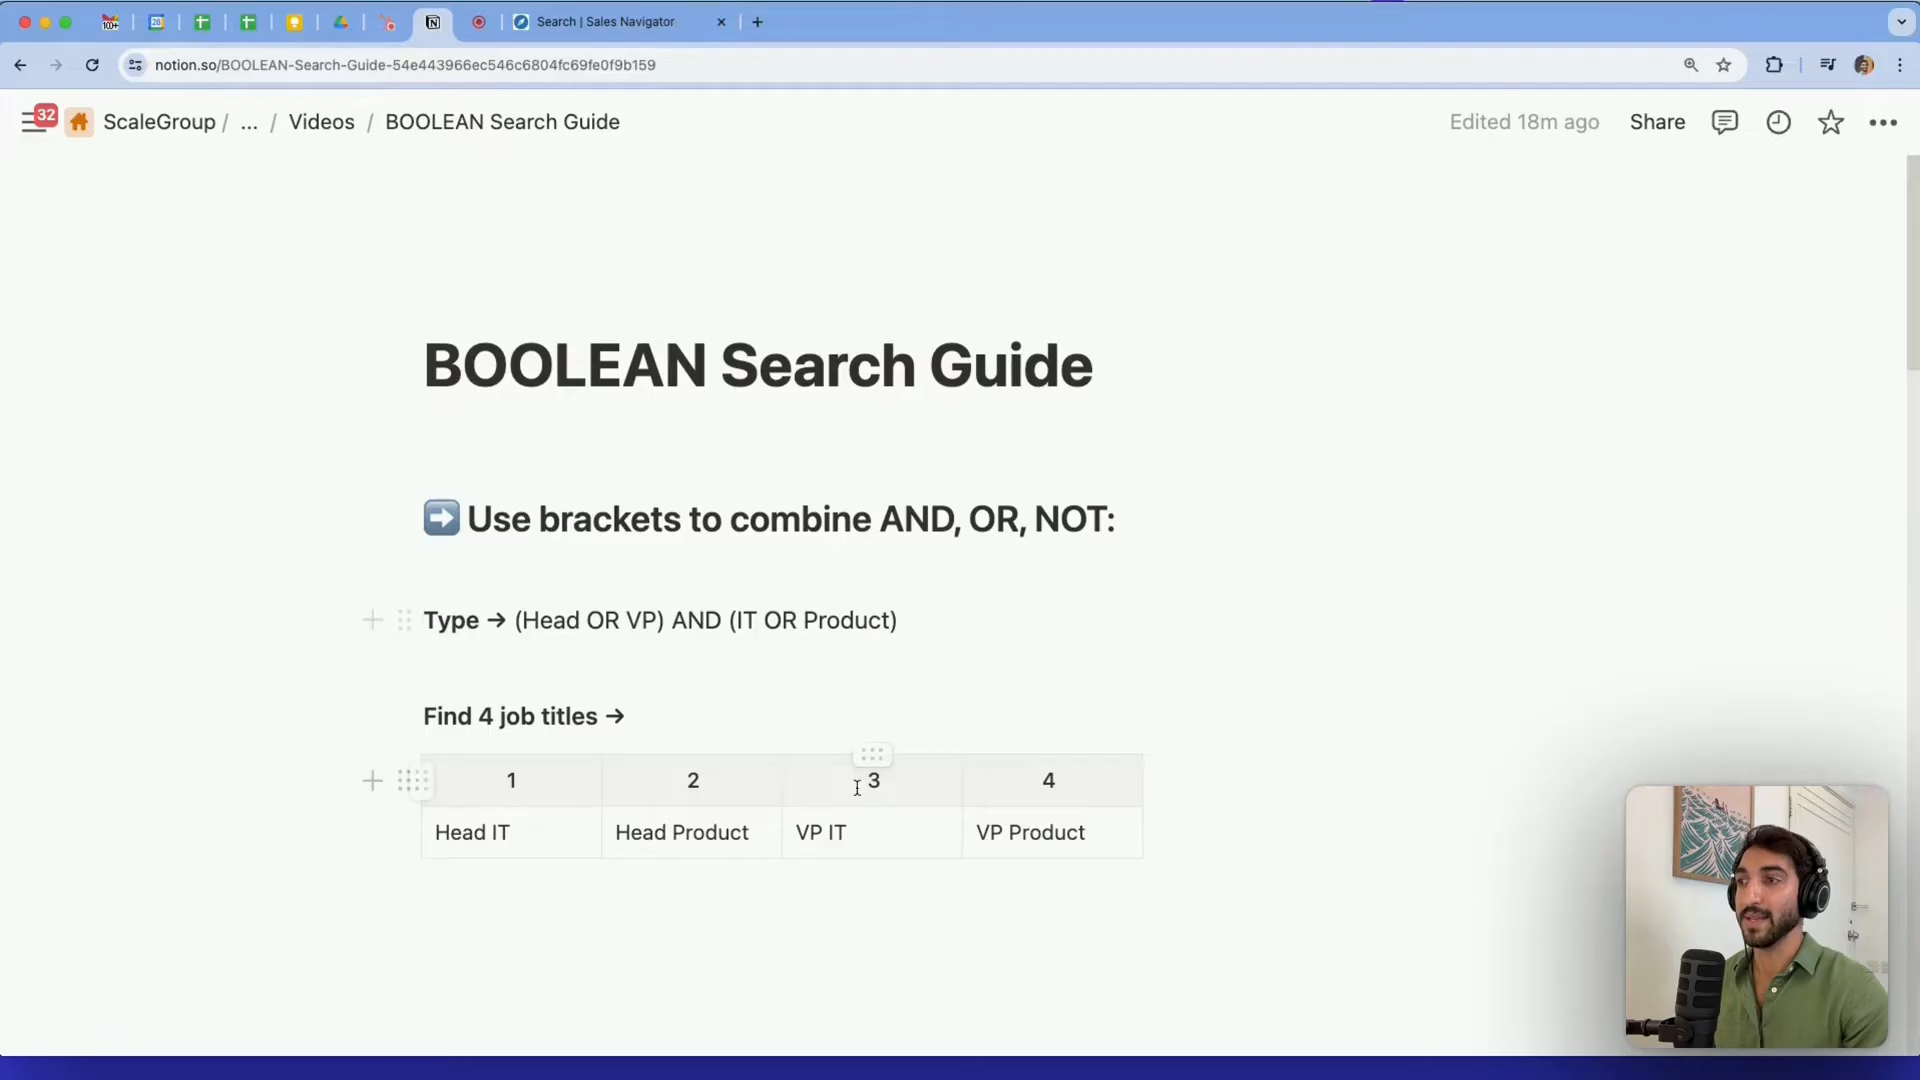 100+
28
Search | Sales Navigator
notion.so/BOOLEAN-Search-Guide-54e443966ec546c6804fc69fe0f9b159
32
ScaleGroup / ... / Videos / BOOLEAN Search Guide
Edited 18m ago
Share
BOOLEAN Search Guide
➡️ Use brackets to combine AND, OR, NOT:
Type → (Head OR VP) AND (IT OR Product)
Find 4 job titles →
1 2 3 4
Head IT Head Product VP IT VP Product